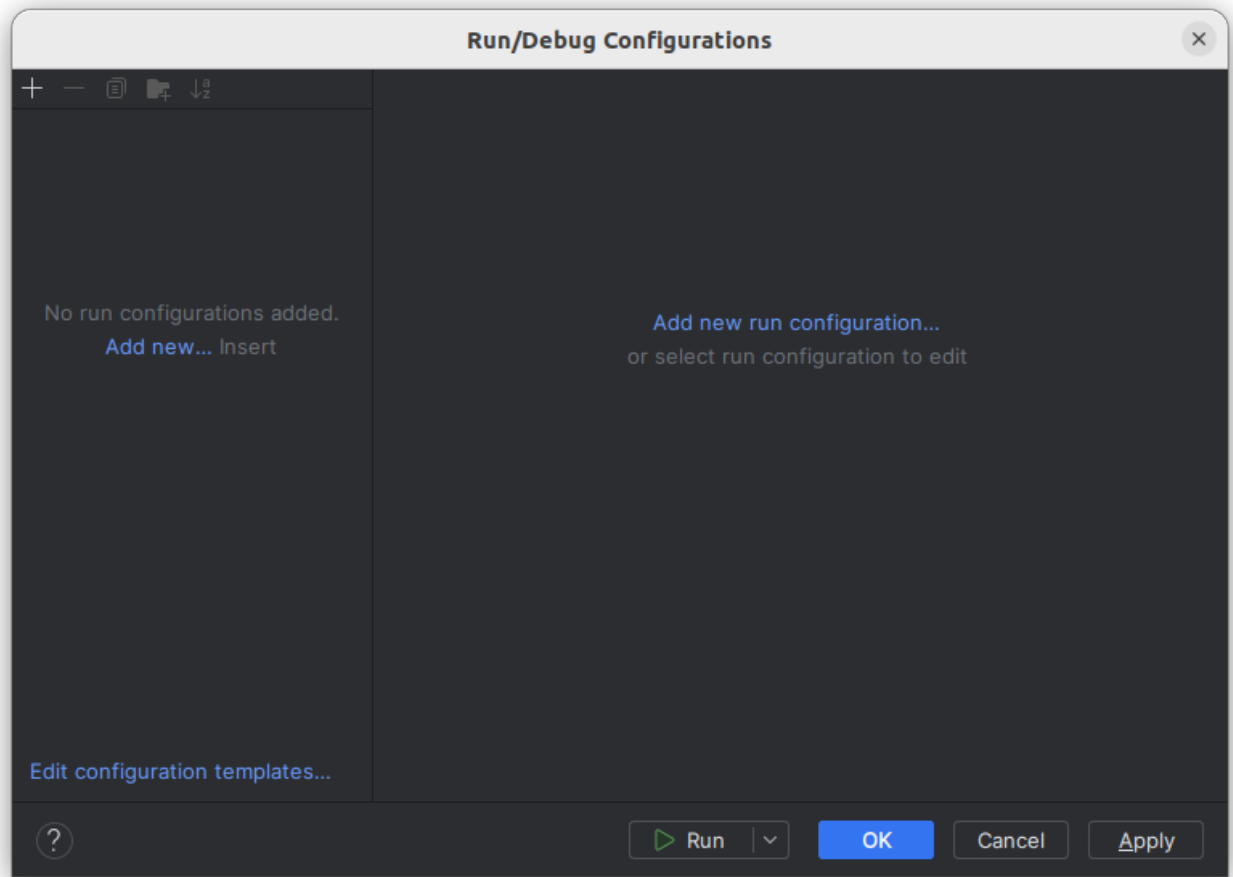 Run/Debug Configurations
No run configurations added.
Add new... Insert
Add new run configuration...
or select run configuration to edit
Edit configuration templates...
?
Run
OK
Cancel
Apply